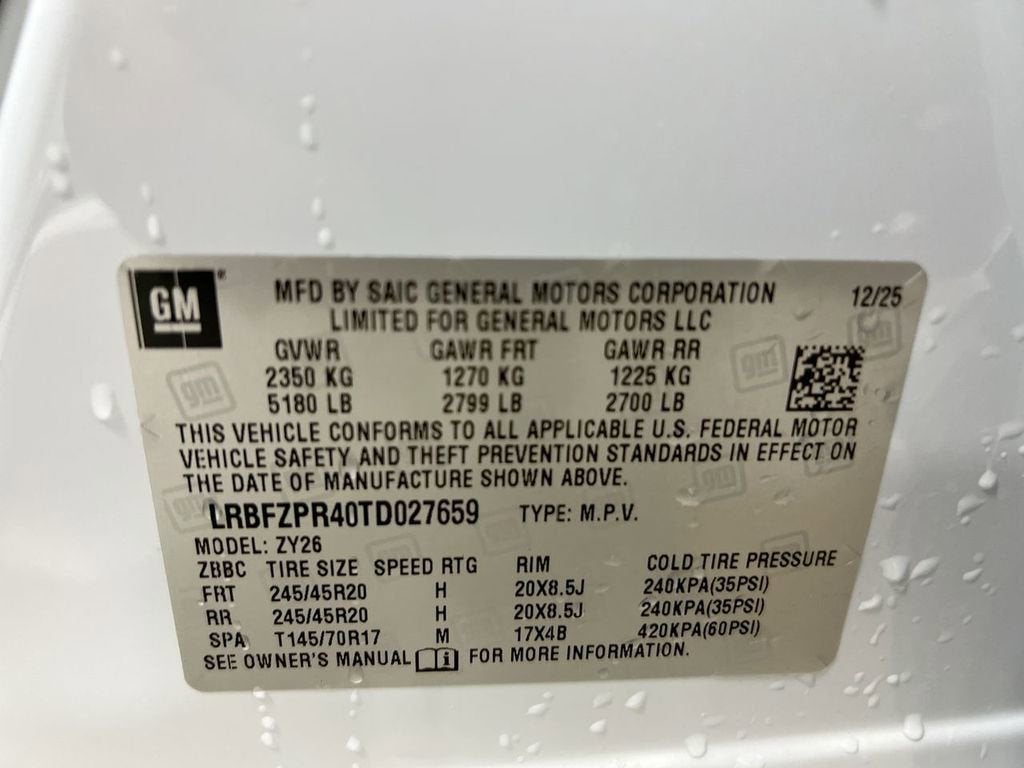 GM
MFD BY SAIC GENERAL MOTORS CORPORATION 12/25
LIMITED FOR GENERAL MOTORS LLC
GVWR GAWR FRT GAWR RR
2350 KG 1270 KG 1225 KG
5180 LB 2799 LB 2700 LB
THIS VEHICLE CONFORMS TO ALL APPLICABLE U.S. FEDERAL MOTOR
VEHICLE SAFETY AND THEFT PREVENTION STANDARDS IN EFFECT ON
THE DATE OF MANUFACTURE SHOWN ABOVE.
LRBFZPR40TD027659 TYPE: M.P.V.
MODEL: ZY26
ZBBC TIRE SIZE SPEED RTG RIM COLD TIRE PRESSURE
FRT 245/45R20 H 20X8.5J 240KPA(35PSI)
RR 245/45R20 H 20X8.5J 240KPA(35PSI)
SPA T145/70R17 M 17X4B 420KPA(60PSI)
SEE OWNER'S MANUAL i FOR MORE INFORMATION.